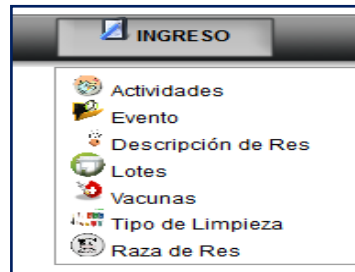 INGRESO
Actividades
Evento
Descripción de Res
Lotes
Vacunas
Tipo de Limpieza
Raza de Res